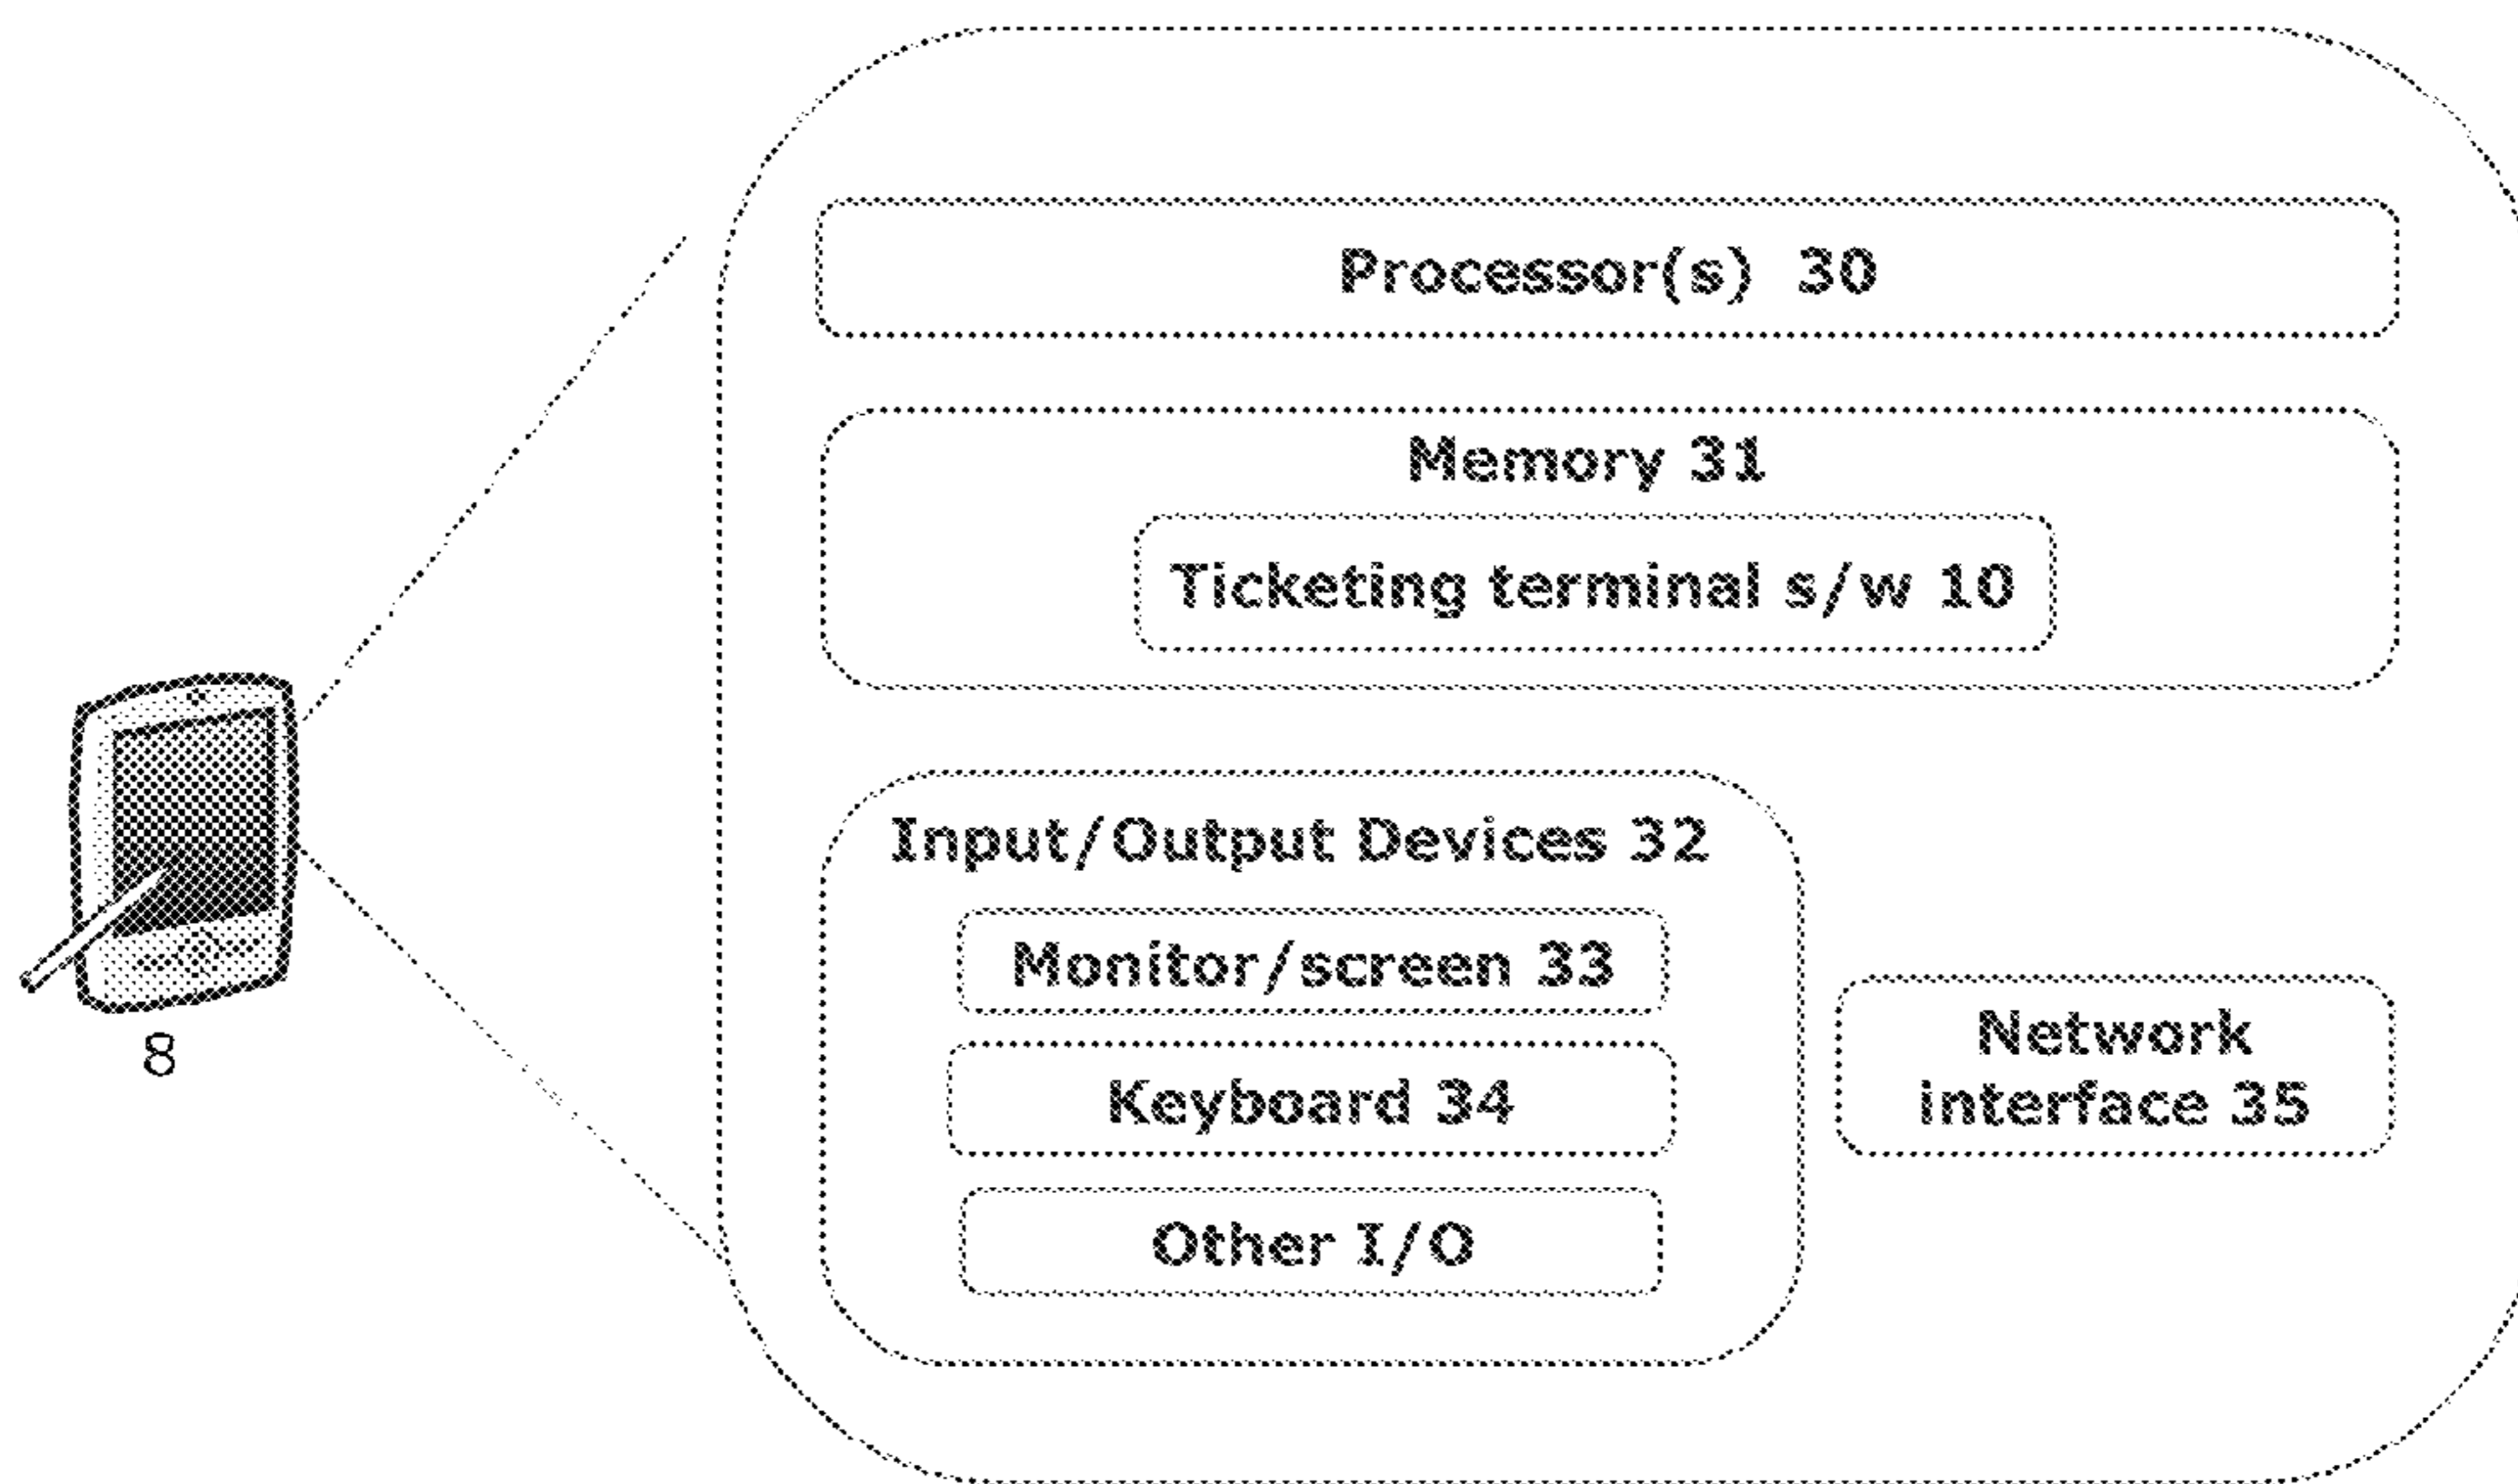 Processor(s) 30
Memory 31
Ticketing terminal s/w 10
Input/Output Devices 32
Monitor/screen 33
Keyboard 34
Other I/O
Network
interface 35
8